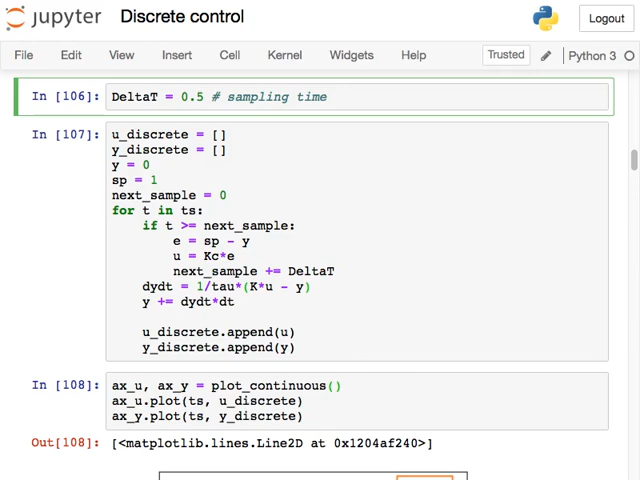 jupyter Discrete control Logout
File Edit View Insert Cell Kernel Widgets Help Trusted Python 3
In [106]: DeltaT = 0.5 # sampling time
In [107]: u_discrete = []
y_discrete = []
y = 0
sp = 1
next_sample = 0
for t in ts:
if t >= next_sample:
e = sp - y
u = Kc*e
next_sample += DeltaT
dydt = 1/tau*(K*u - y)
y += dydt*dt
u_discrete.append(u)
y_discrete.append(y)
In [108]: ax_u, ax_y = plot_continuous()
ax_u.plot(ts, u_discrete)
ax_y.plot(ts, y_discrete)
Out[108]: [<matplotlib.lines.Line2D at 0x1204af240>]